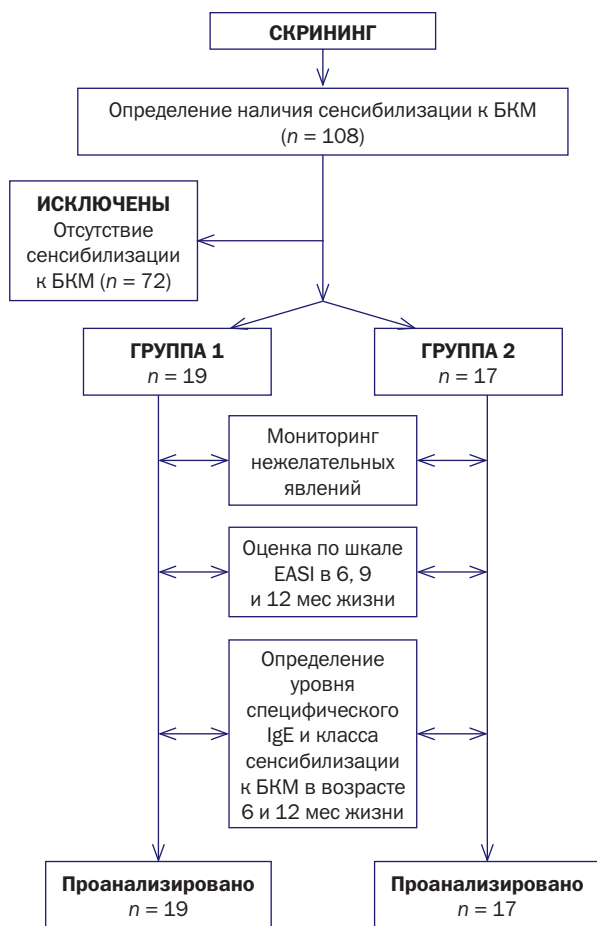 СКРИНИНГ
Определение наличия сенсибилизации к БКМ
(n = 108)
ИСКЛЮЧЕНЫ
Отсутствие
сенсибилизации
к БКМ (n = 72)
ГРУППА 1
n = 19
ГРУППА 2
n = 17
Мониторинг
нежелательных
явлений
Оценка по шкале
EASI в 6, 9
и 12 мес жизни
Определение
уровня
специфического
IgE и класса
сенсибилизации
к БКМ в возрасте
6 и 12 мес жизни
Проанализировано
n = 19
Проанализировано
n = 17